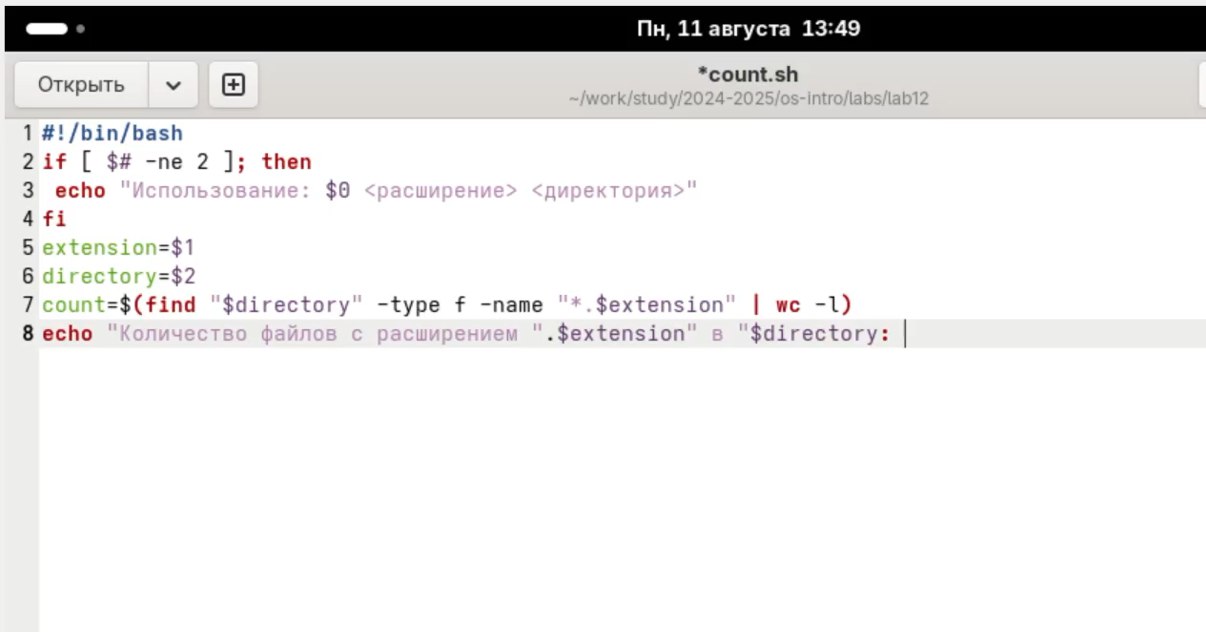 Пн, 11 августа 13:49
Открыть
*count.sh
~/work/study/2024-2025/os-intro/labs/lab12
1 #!/bin/bash
2 if [ $# -ne 2 ]; then
3  echo "Использование: $0 <расширение> <директория>"
4 fi
5 extension=$1
6 directory=$2
7 count=$(find "$directory" -type f -name "*.$extension" | wc -l)
8 echo "Количество файлов с расширением ".$extension" в "$directory: